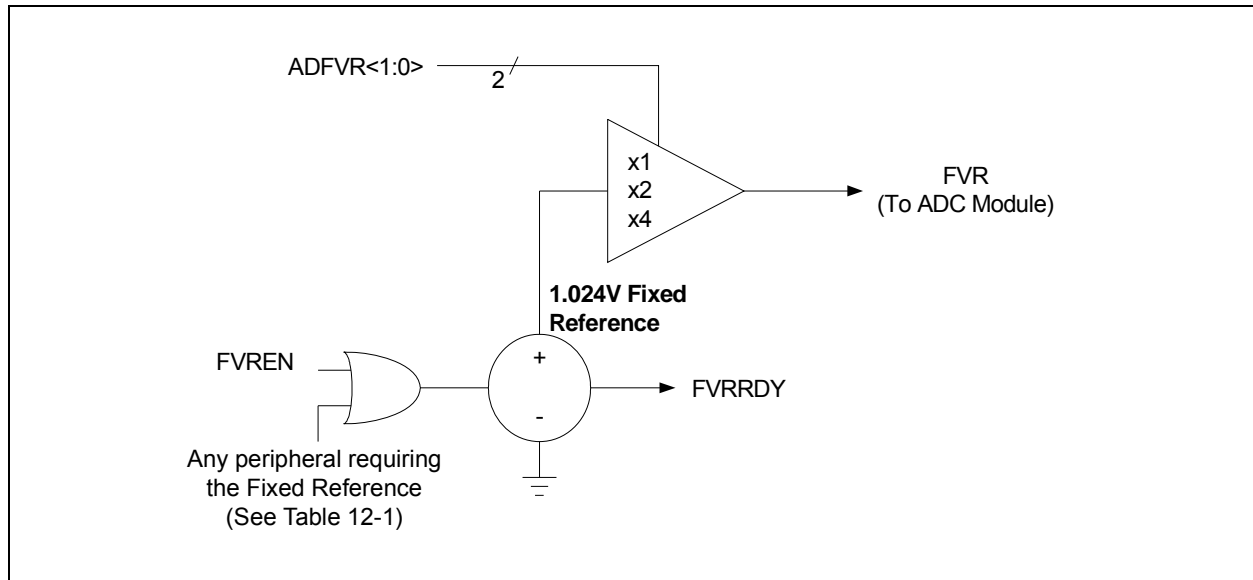 ADFVR<1:0>
2
x1
x2
x4
FVR
(To ADC Module)
1.024V Fixed
Reference
FVREN
+
-
FVRRDY
Any peripheral requiring
the Fixed Reference
(See Table 12-1)